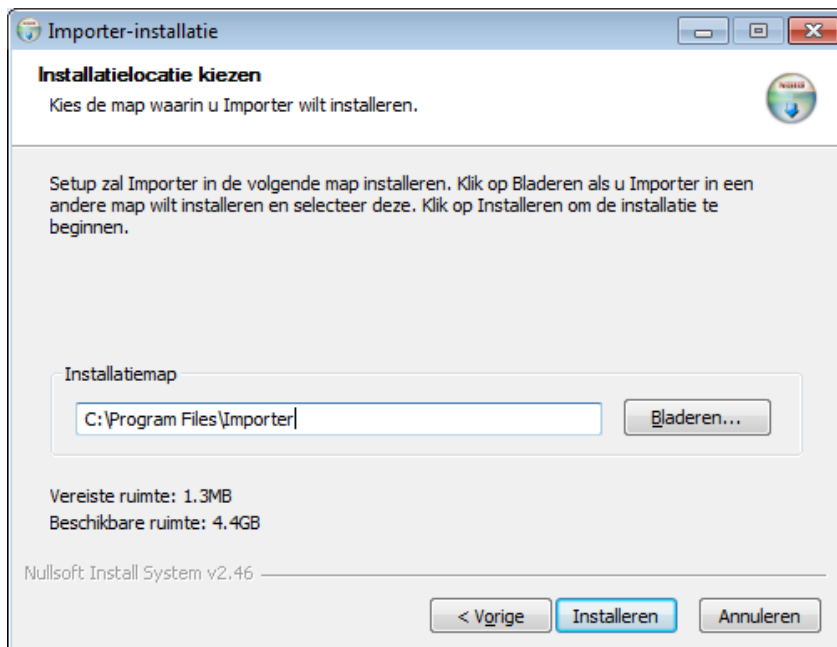 Importer-installatie
Installatielocatie kiezen
Kies de map waarin u Importer wilt installeren.
Setup zal Importer in de volgende map installeren. Klik op Bladeren als u Importer in een
andere map wilt installeren en selecteer deze. Klik op Installeren om de installatie te
beginnen.
Installatiemap
C:\Program Files\Importer
Bladeren...
Vereiste ruimte: 1.3MB
Beschikbare ruimte: 4.4GB
Nullsoft Install System v2.46
< Vorige
Installeren
Annuleren